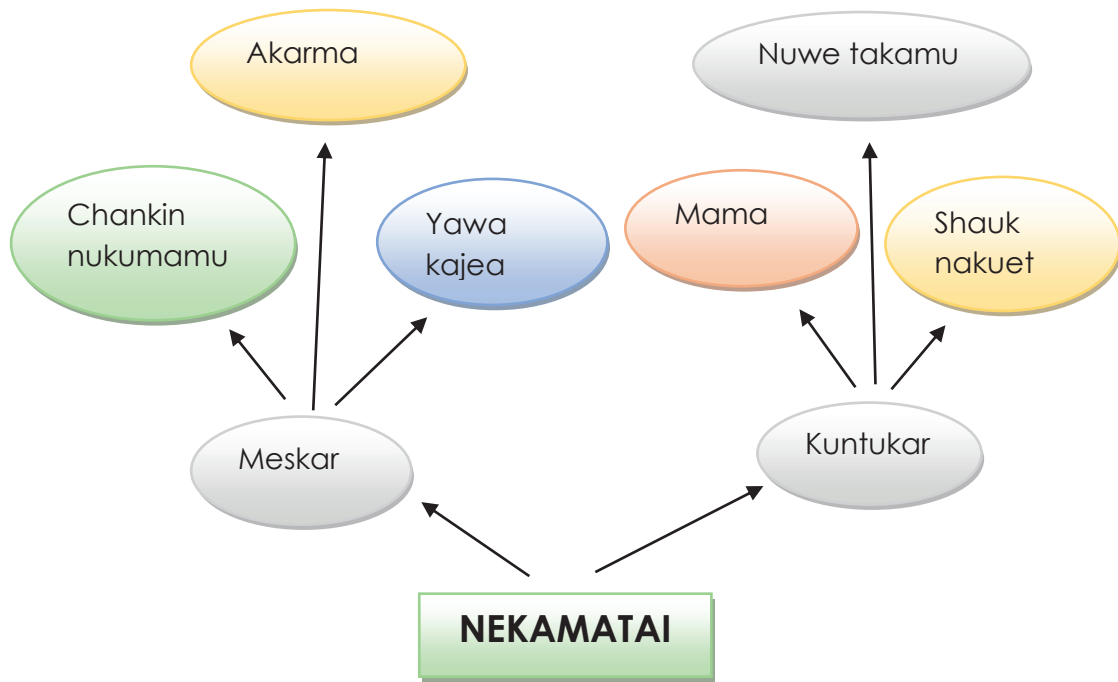 Akarma
Nuwe takamu
Chankin
nukumamu
Yawa
kajea
Mama
Shauk
nakuet
Meskar
Kuntukar
NEKAMATAI